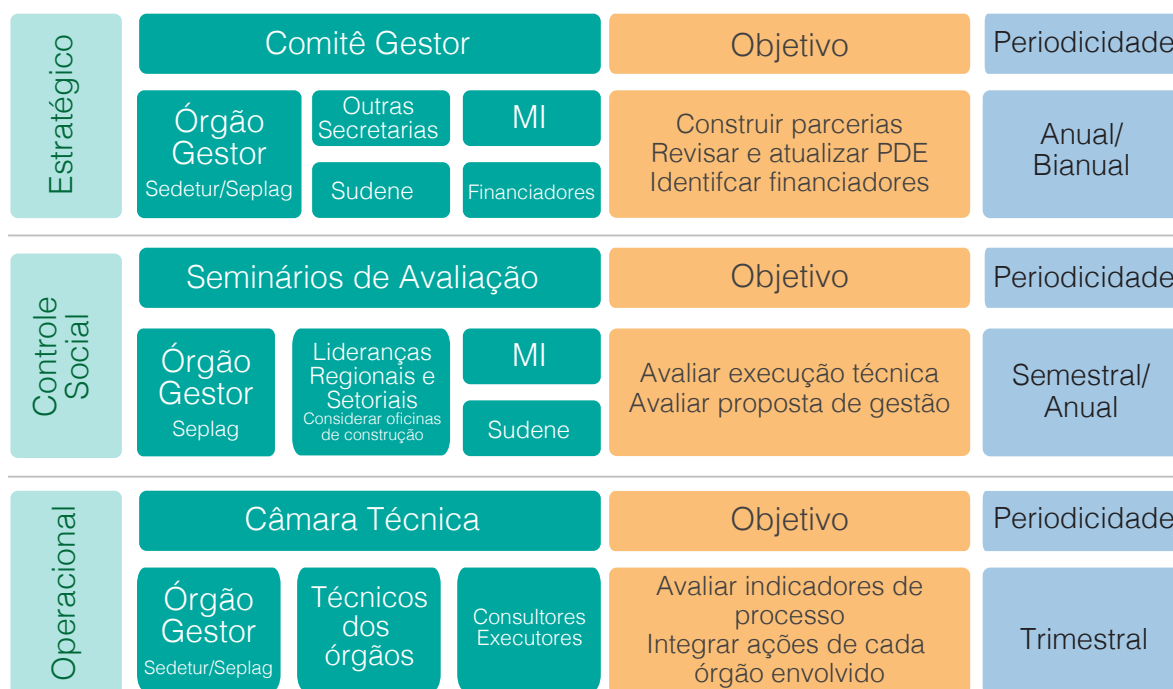 Estratégico
Comitê Gestor
Objetivo
Periodicidade
Órgão
Gestor
Sedetur/Seplag
Outras
Secretarias
MI
Sudene
Financiadores
Construir parcerias
Revisar e atualizar PDE
Identifcar financiadores
Anual/
Bianual
Controle
Social
Seminários de Avaliação
Objetivo
Periodicidade
Órgão
Gestor
Seplag
Lideranças
Regionais e
Setoriais
Considerar oficinas
de construção
MI
Sudene
Avaliar execução técnica
Avaliar proposta de gestão
Semestral/
Anual
Operacional
Câmara Técnica
Objetivo
Periodicidade
Órgão
Gestor
Sedetur/Seplag
Técnicos
dos
órgãos
Consultores
Executores
Avaliar indicadores de
processo
Integrar ações de cada
órgão envolvido
Trimestral